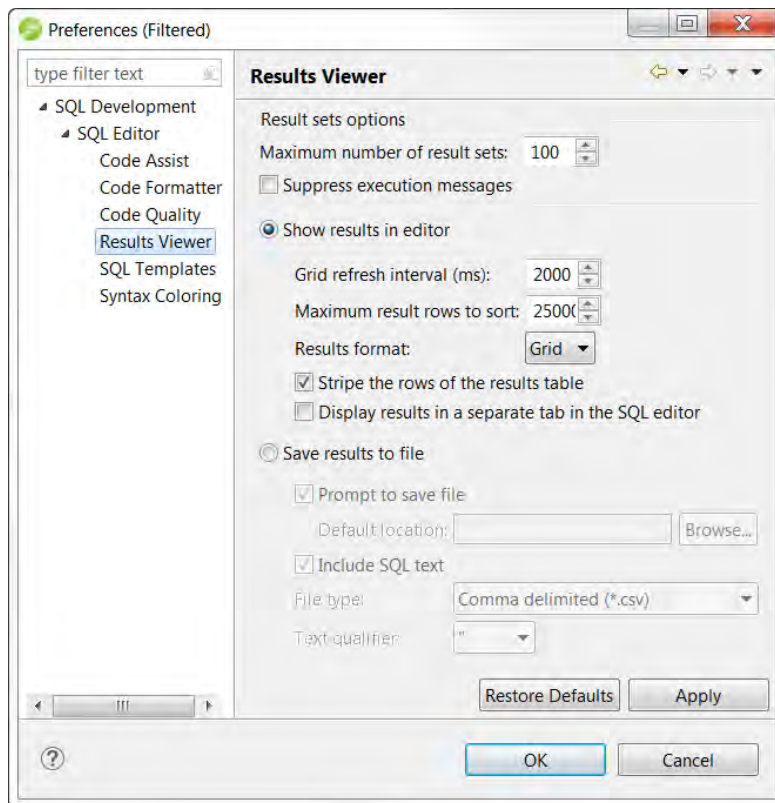 Preferences (Filtered)
type filter text
SQL Development
SQL Editor
Code Assist
Code Formatter
Code Quality
Results Viewer
SQL Templates
Syntax Coloring
Results Viewer
Result sets options
Maximum number of result sets: 100
Suppress execution messages
Show results in editor
Grid refresh interval (ms): 2000
Maximum result rows to sort: 25000
Results format: Grid
Stripe the rows of the results table
Display results in a separate tab in the SQL editor
Save results to file
Prompt to save file
Default location: Browse...
Include SQL text
File type: Comma delimited (*.csv)
Text qualifier: "
Restore Defaults Apply
? OK Cancel